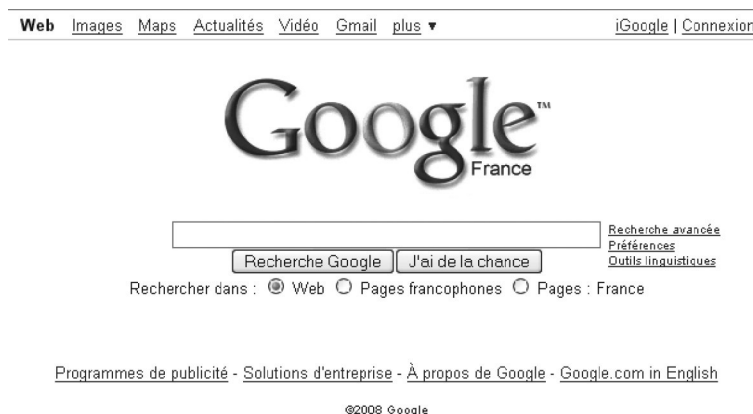 Web Images Maps Actualités Vidéo Gmail plus ▼ iGoogle | Connexion
Google™
France
Recherche avancée
Préférences
Outils linguistiques
Recherche Google J'ai de la chance
Rechercher dans : Web Pages francophones Pages : France
Programmes de publicité - Solutions d'entreprise - À propos de Google - Google.com in English
©2008 Google